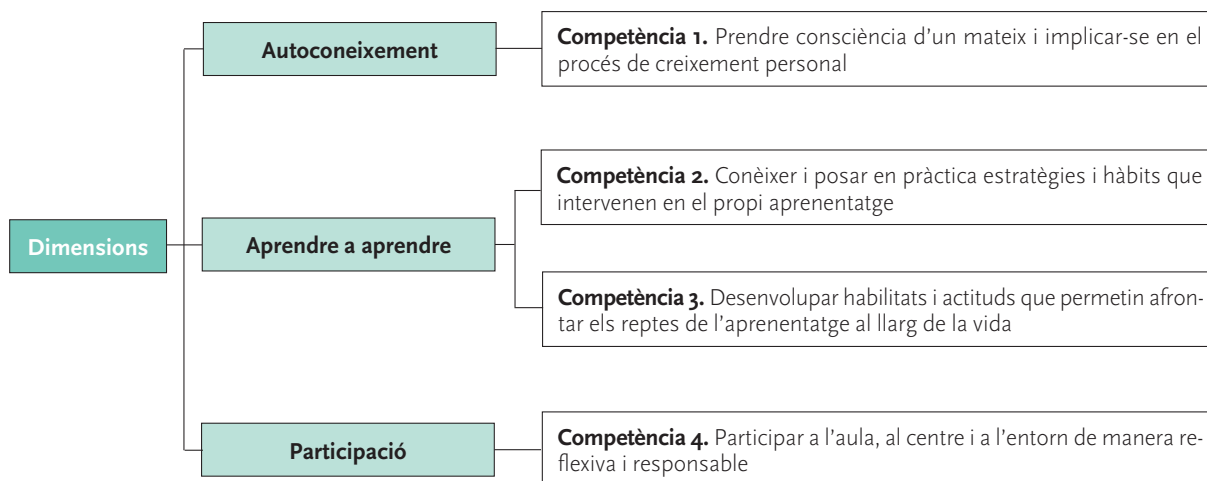 Autoconeixement
Competència 1. Prendre consciència d’un mateix i implicar-se en el
procés de creixement personal
Competència 2. Conèixer i posar en pràctica estratègies i hàbits que
intervenen en el propi aprenentatge
Dimensions
Aprendre a aprendre
Competència 3. Desenvolupar habilitats i actituds que permetin afron-
tar els reptes de l’aprenentatge al llarg de la vida
Participació
Competència 4. Participar a l’aula, al centre i a l’entorn de manera re-
flexiva i responsable